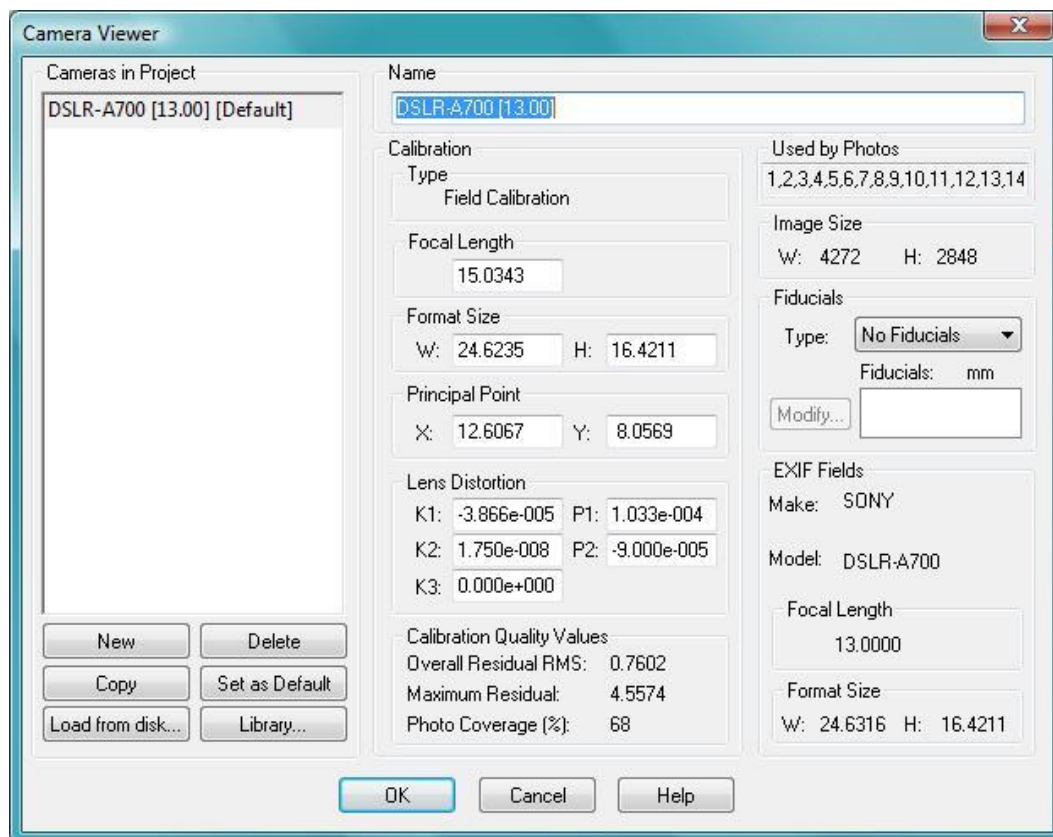 Camera Viewer
X
Cameras in Project
DSLR-A700 [13.00] [Default]
New
Delete
Copy
Set as Default
Load from disk...
Library...
Name
DSLR-A700 [13.00]
Calibration
Type
Field Calibration
Focal Length
15.0343
Format Size
W: 24.6235 H: 16.4211
Principal Point
X: 12.6067 Y: 8.0569
Lens Distortion
K1: -3.866e-005 P1: 1.033e-004
K2: 1.750e-008 P2: -9.000e-005
K3: 0.000e+000
Calibration Quality Values
Overall Residual RMS: 0.7602
Maximum Residual: 4.5574
Photo Coverage (%): 68
Used by Photos
1,2,3,4,5,6,7,8,9,10,11,12,13,14
Image Size
W: 4272 H: 2848
Fiducials
Type: No Fiducials
Fiducials: mm
Modify...
EXIF Fields
Make: SONY
Model: DSLR-A700
Focal Length
13.0000
Format Size
W: 24.6316 H: 16.4211
OK
Cancel
Help